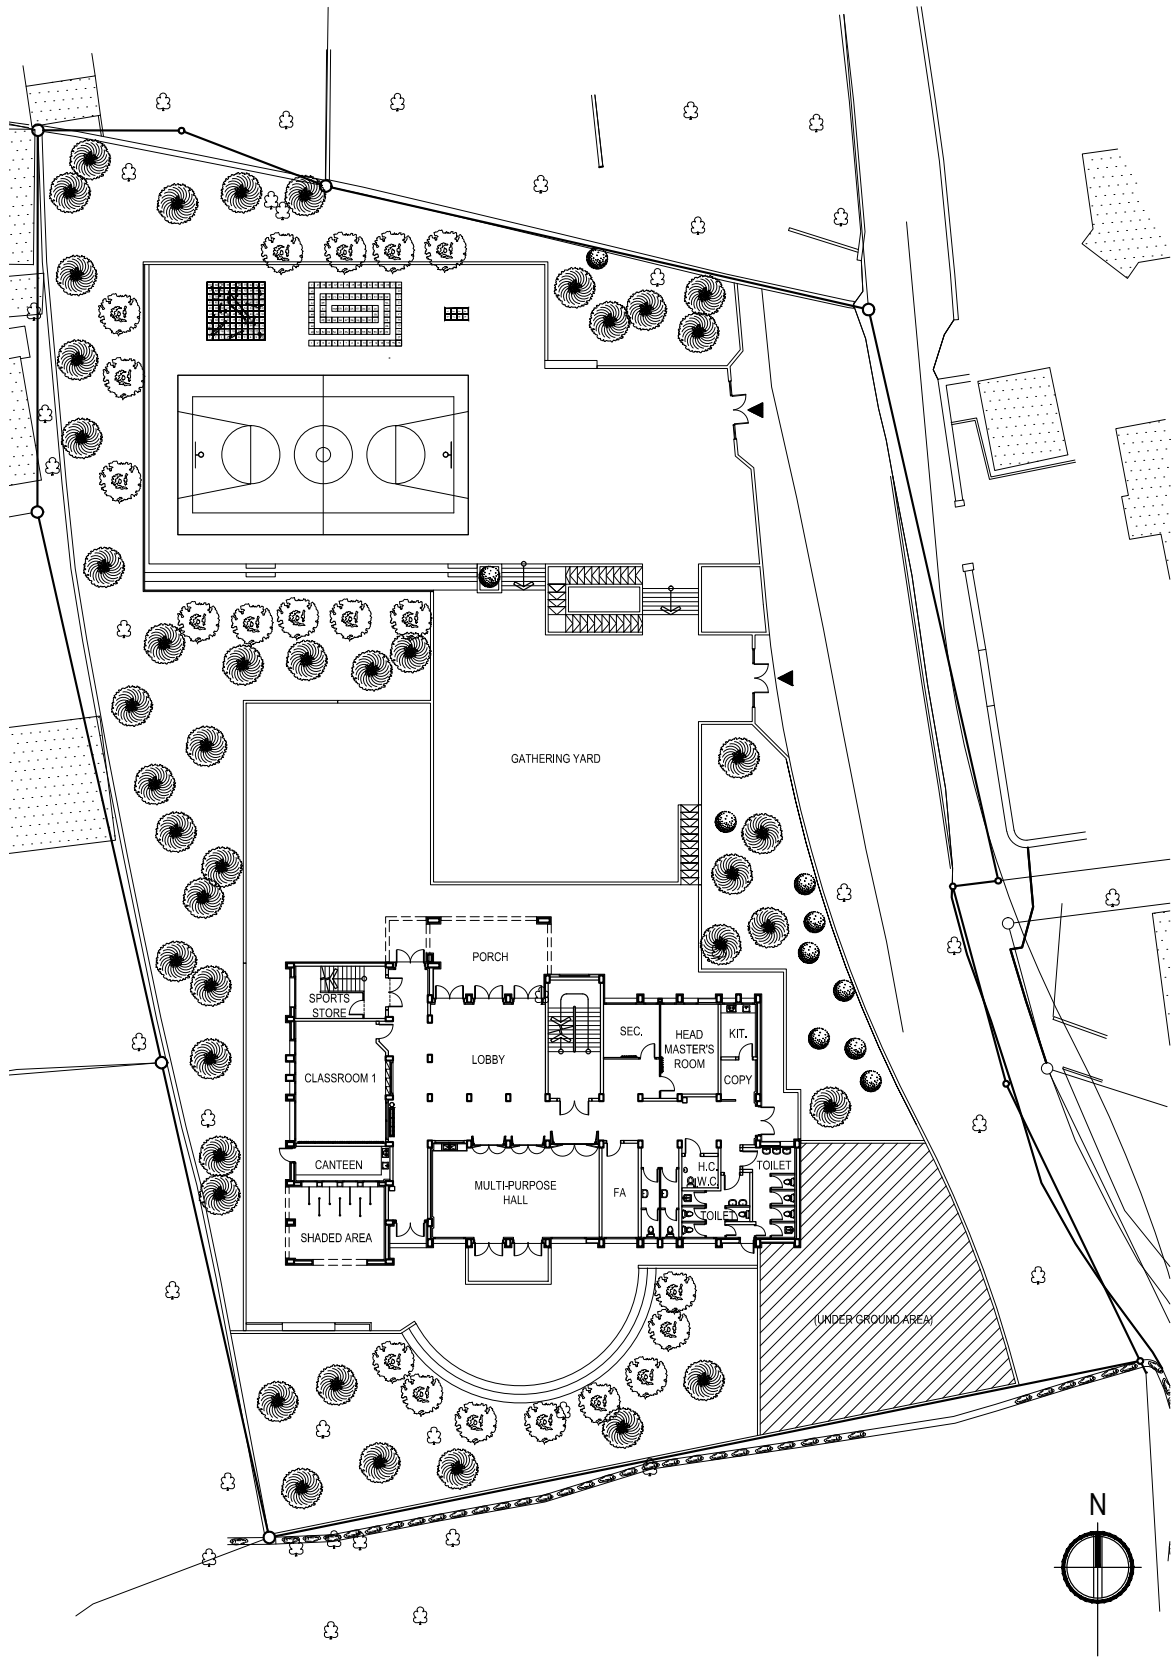 GATHERING YARD
PORCH
SPORTS
STORE
SEC.
HEAD
MASTER'S
ROOM
KIT.
LOBBY
CLASSROOM 1
COPY
CANTEEN
H.C.
W.C.
TOILET
MULTI-PURPOSE
HALL
FA
TOILET
SHADED AREA
(UNDER GROUND AREA)
N